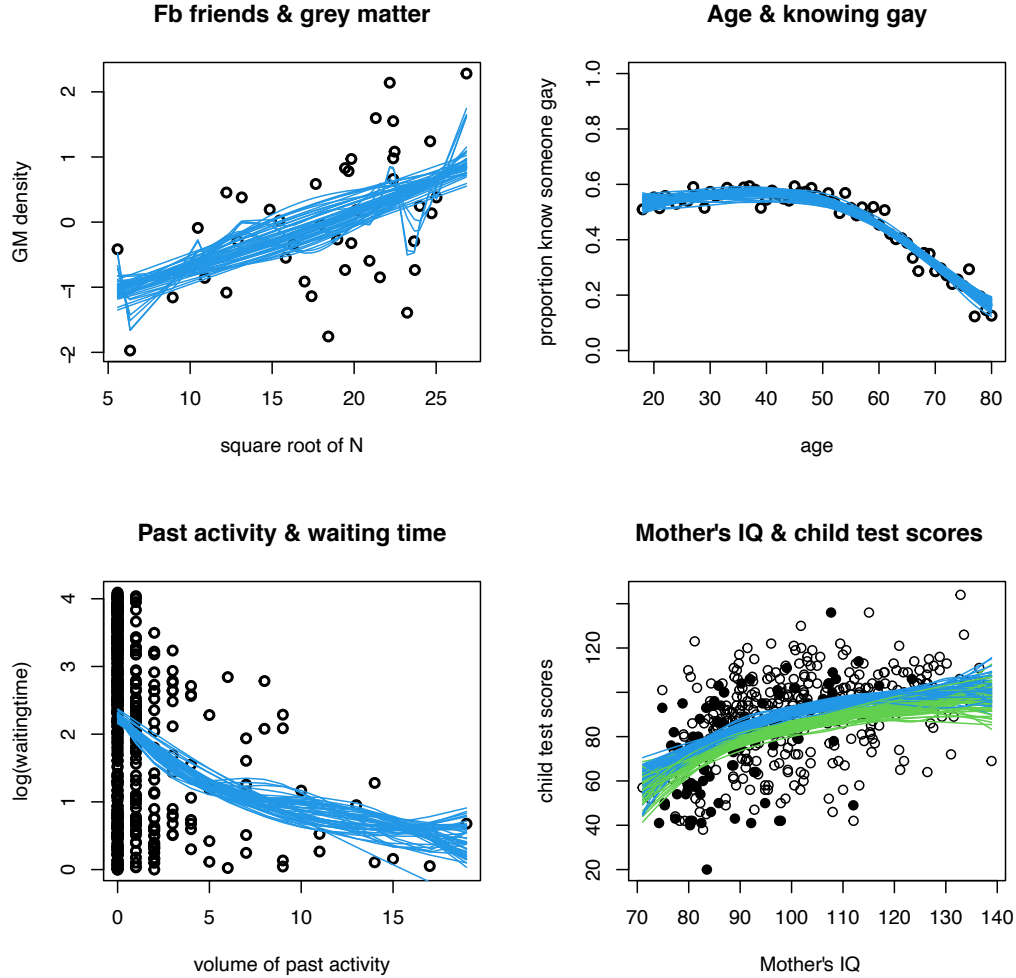 Fb friends & grey matter
GM density
2
1
0
-1
-2
5 10 15 20 25
square root of N
Age & knowing gay
proportion know someone gay
1.0
0.8
0.6
0.4
0.2
0.0
20 30 40 50 60 70 80
age
Past activity & waiting time
log(waitingtime)
4
3
2
1
0
0 5 10 15
volume of past activity
Mother's IQ & child test scores
child test scores
120
80
60
40
20
70 80 90 100 110 120 130 140
Mother's IQ